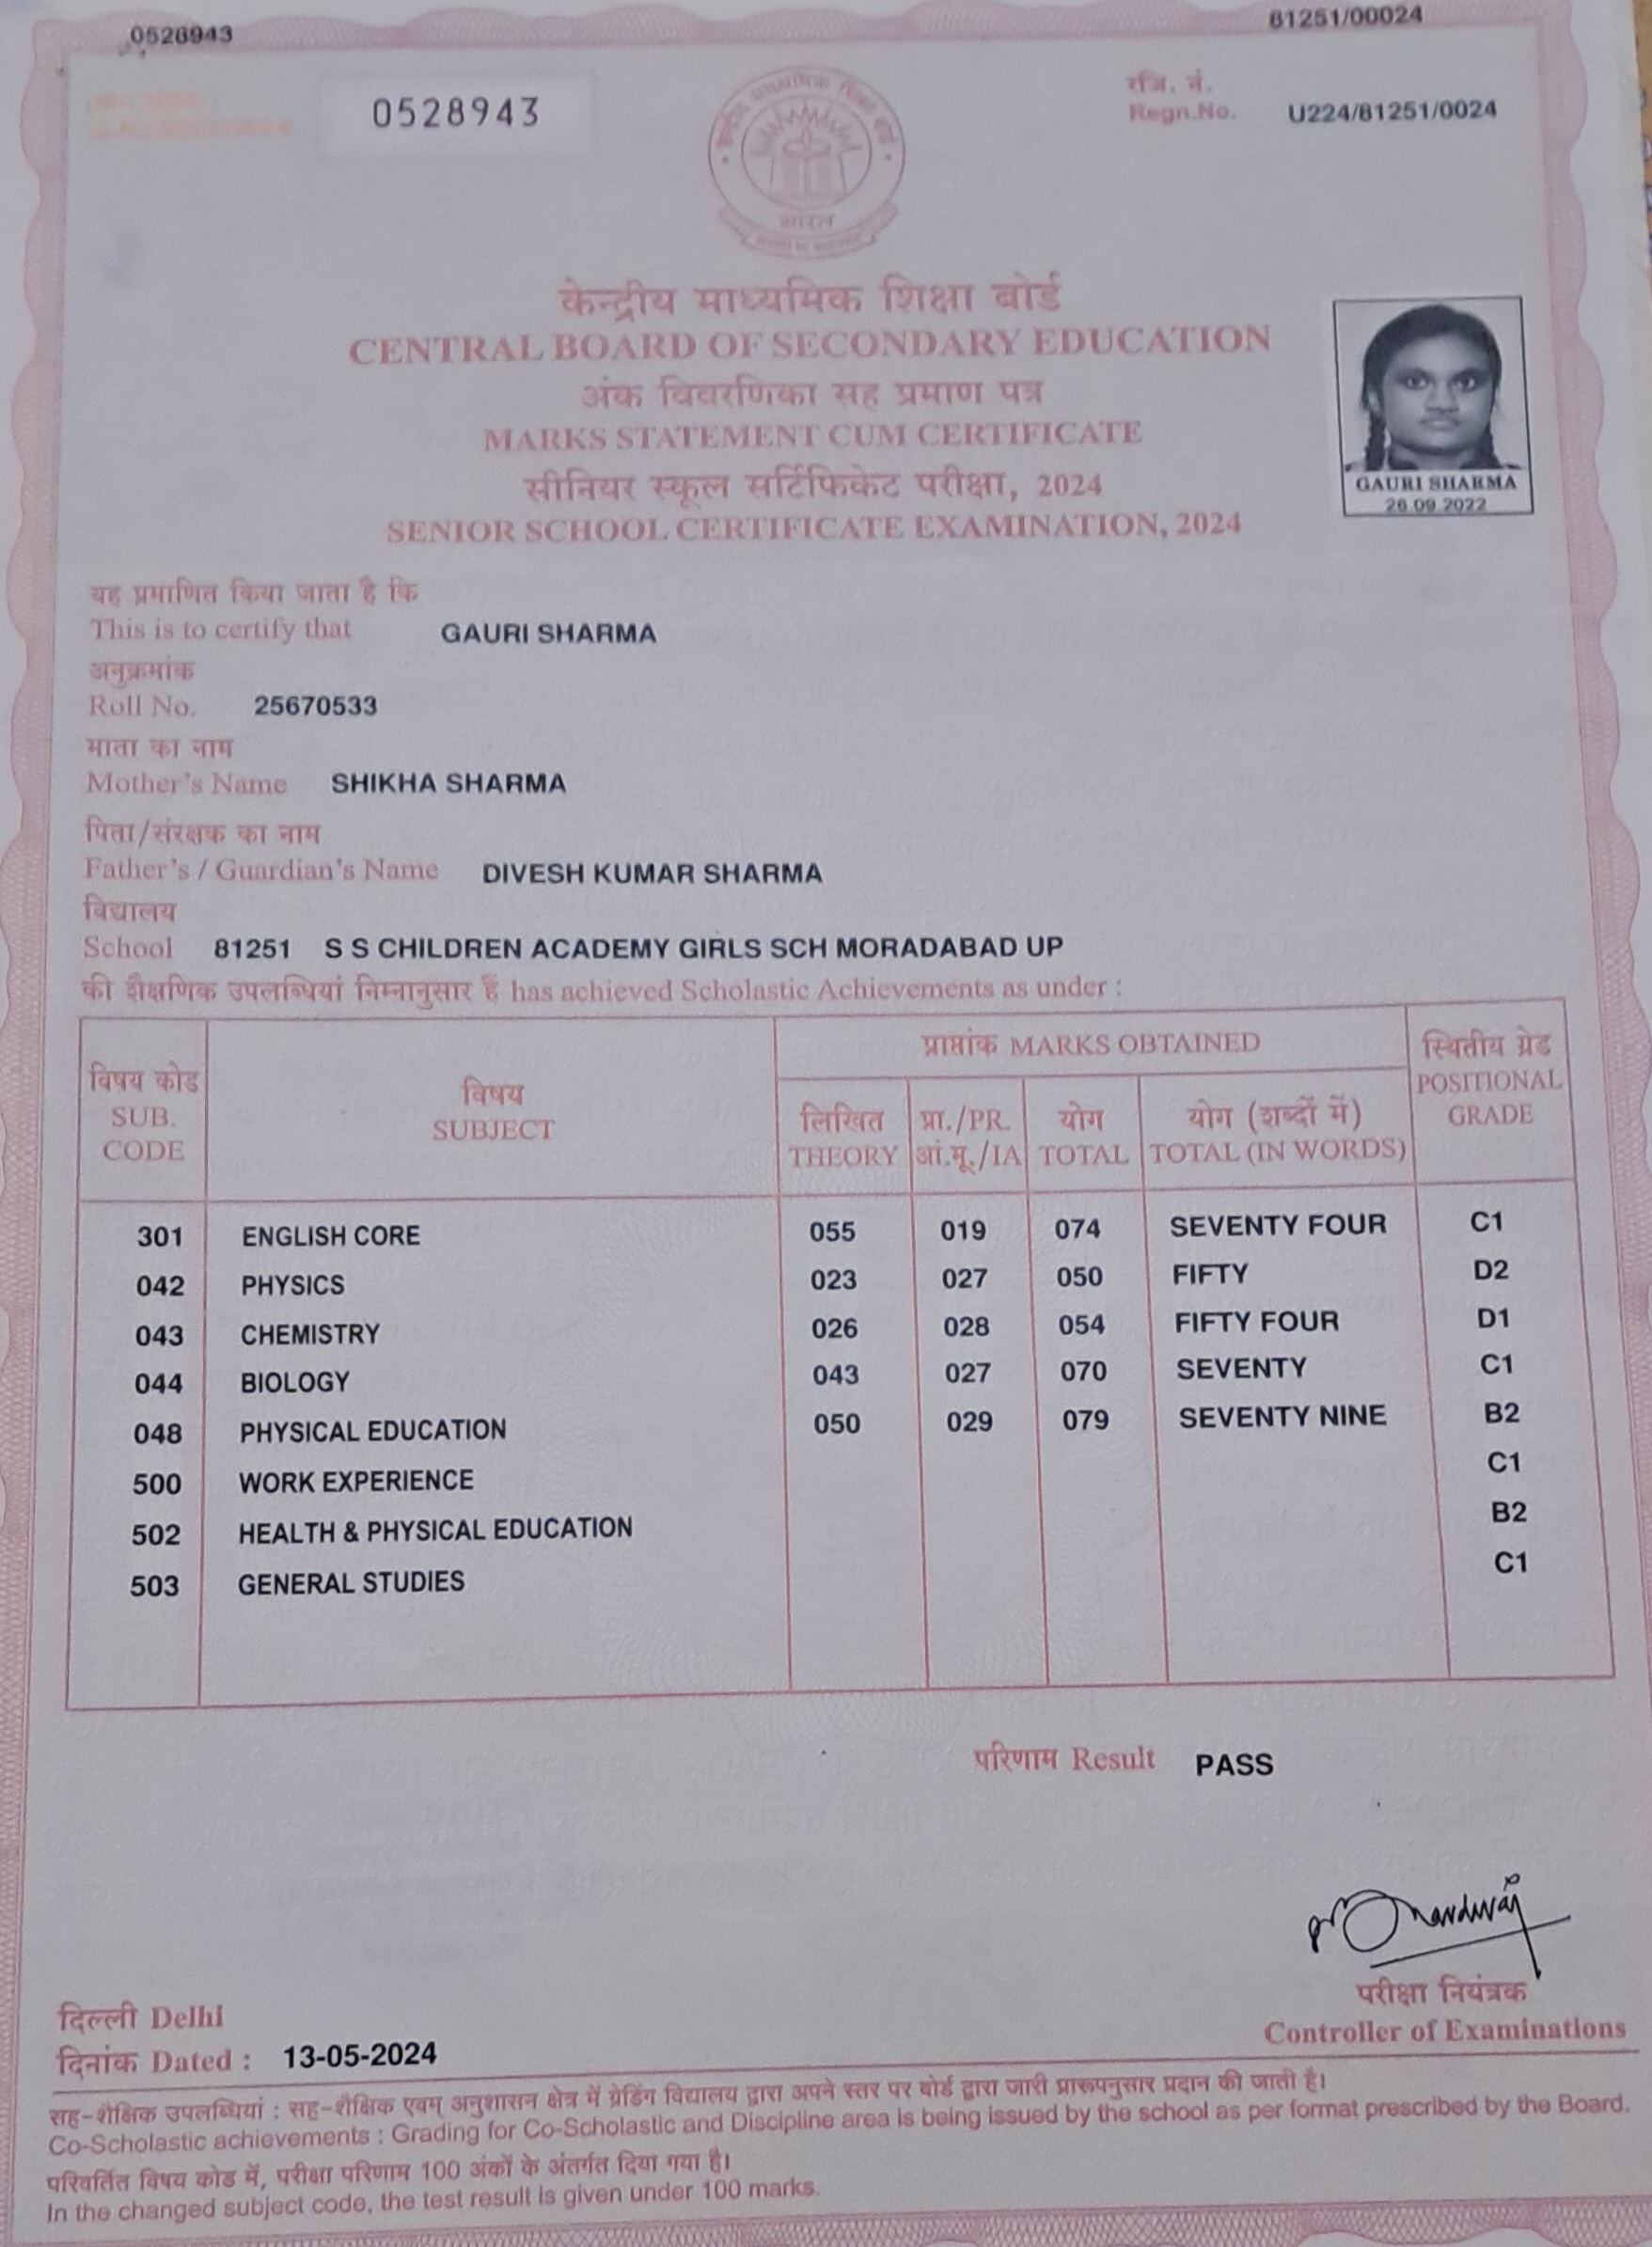 0528943
81251/00024
0528943
रजि. नं.
Regn.No. U224/81251/0024
भारत
केन्द्रीय माध्यमिक शिक्षा बोर्ड
CENTRAL BOARD OF SECONDARY EDUCATION
अंक विवरणिका सह प्रमाण पत्र
MARKS STATEMENT CUM CERTIFICATE
सीनियर स्कूल सर्टिफिकेट परीक्षा, 2024
SENIOR SCHOOL CERTIFICATE EXAMINATION, 2024
GAURI SHARMA
26.09.2022
यह प्रमाणित किया जाता है कि
This is to certify that GAURI SHARMA
अनुक्रमांक
Roll No. 25670533
माता का नाम
Mother's Name SHIKHA SHARMA
पिता/संरक्षक का नाम
Father's / Guardian's Name DIVESH KUMAR SHARMA
विद्यालय
School 81251 S S CHILDREN ACADEMY GIRLS SCH MORADABAD UP
की शैक्षणिक उपलब्धियां निम्नानुसार हैं has achieved Scholastic Achievements as under :
विषय कोड SUB. CODE
विषय SUBJECT
प्राप्तांक MARKS OBTAINED
लिखित THEORY
प्रा./PR. आं.मू./IA
योग TOTAL
योग (शब्दों में) TOTAL (IN WORDS)
स्थितीय ग्रेड POSITIONAL GRADE
301 ENGLISH CORE 055 019 074 SEVENTY FOUR C1
042 PHYSICS 023 027 050 FIFTY D2
043 CHEMISTRY 026 028 054 FIFTY FOUR D1
044 BIOLOGY 043 027 070 SEVENTY C1
048 PHYSICAL EDUCATION 050 029 079 SEVENTY NINE B2
500 WORK EXPERIENCE C1
502 HEALTH & PHYSICAL EDUCATION B2
503 GENERAL STUDIES C1
परिणाम Result PASS
परीक्षा नियंत्रक
Controller of Examinations
दिल्ली Delhi
दिनांक Dated : 13-05-2024
सह-शैक्षिक उपलब्धियां : सह-शैक्षिक एवम् अनुशासन क्षेत्र में ग्रेडिंग विद्यालय द्वारा अपने स्तर पर बोर्ड द्वारा जारी प्रारूपनुसार प्रदान की जाती है।
Co-Scholastic achievements : Grading for Co-Scholastic and Discipline area is being issued by the school as per format prescribed by the Board.
परिवर्तित विषय कोड में, परीक्षा परिणाम 100 अंकों के अंतर्गत दिया गया है।
In the changed subject code, the test result is given under 100 marks.